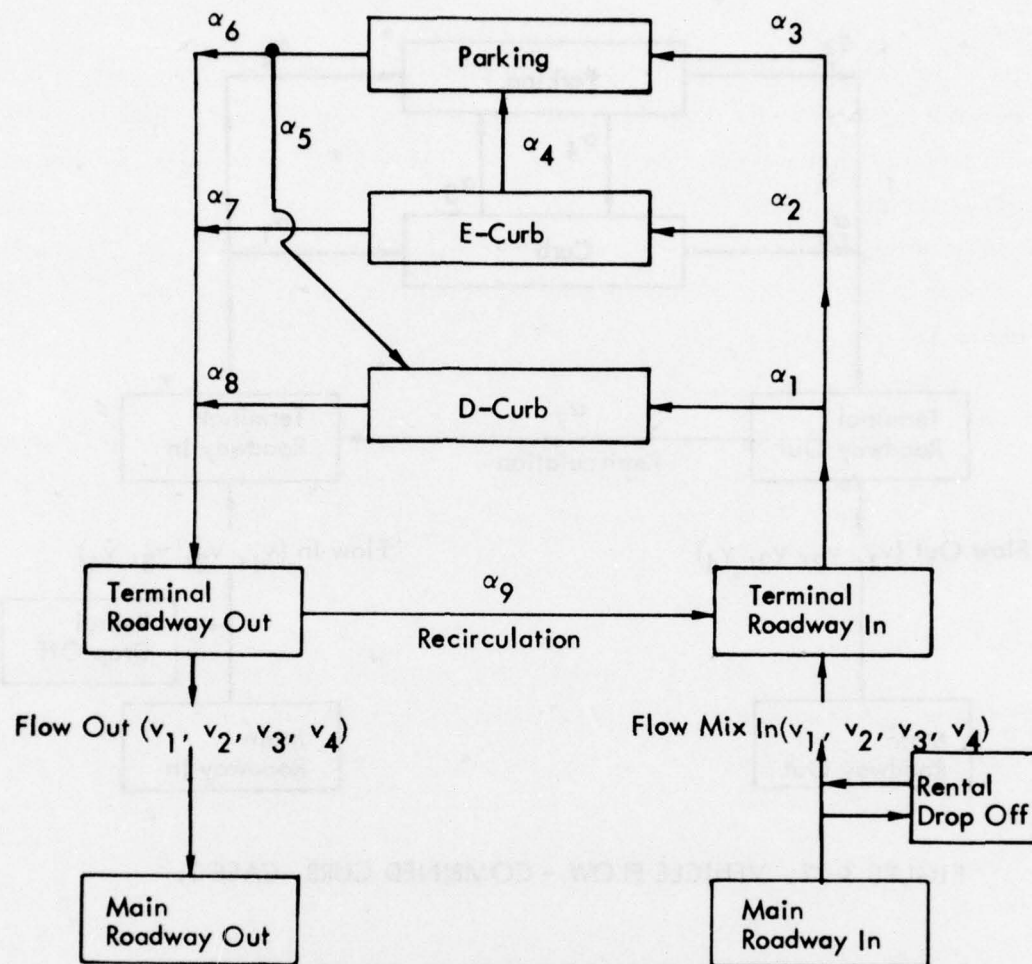 α6
Parking
α3
α5
α4
α7
E-Curb
α2
α8
D-Curb
α1
Terminal
Roadway Out
α9
Recirculation
Terminal
Roadway In
Flow Out (v1, v2, v3, v4)
Flow Mix In(v1, v2, v3, v4)
Rental
Drop Off
Main
Roadway Out
Main
Roadway In